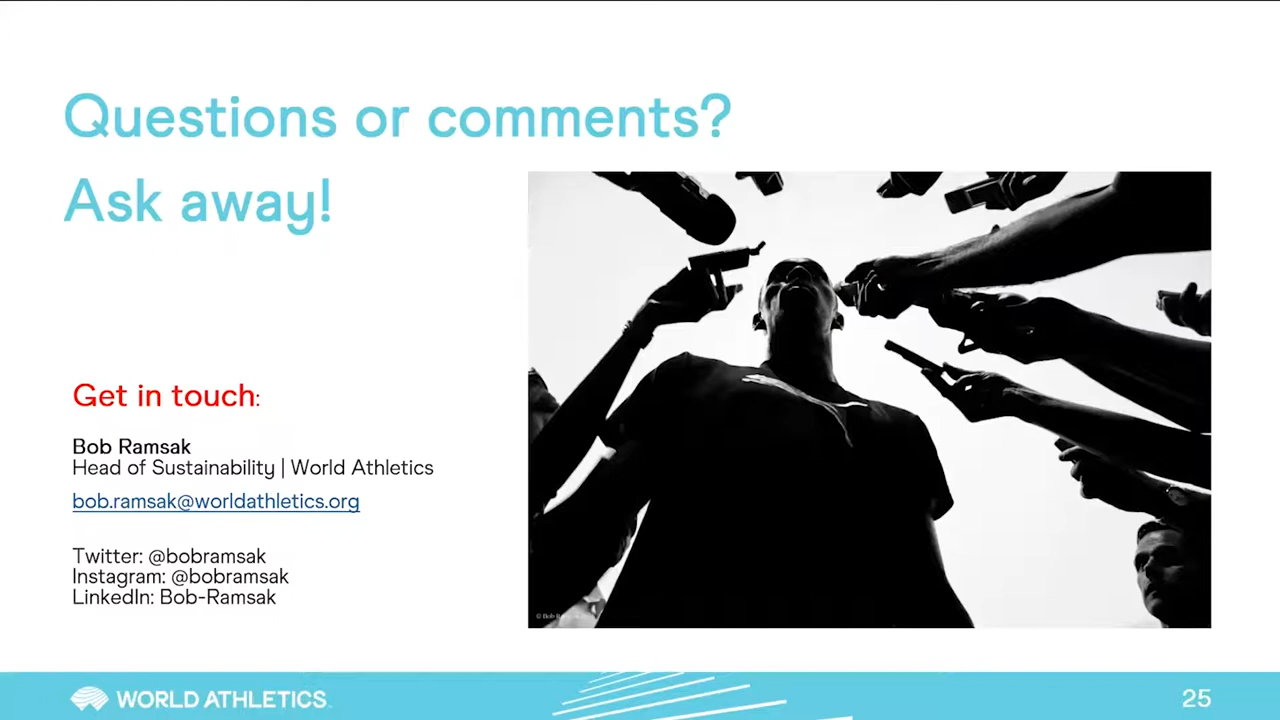 Questions or comments?
Ask away!
Get in touch:
Bob Ramsak
Head of Sustainability | World Athletics
bob.ramsak@worldathletics.org
Twitter: @bobramsak
Instagram: @bobramsak
LinkedIn: Bob-Ramsak
© Bob
WORLD ATHLETICS
25